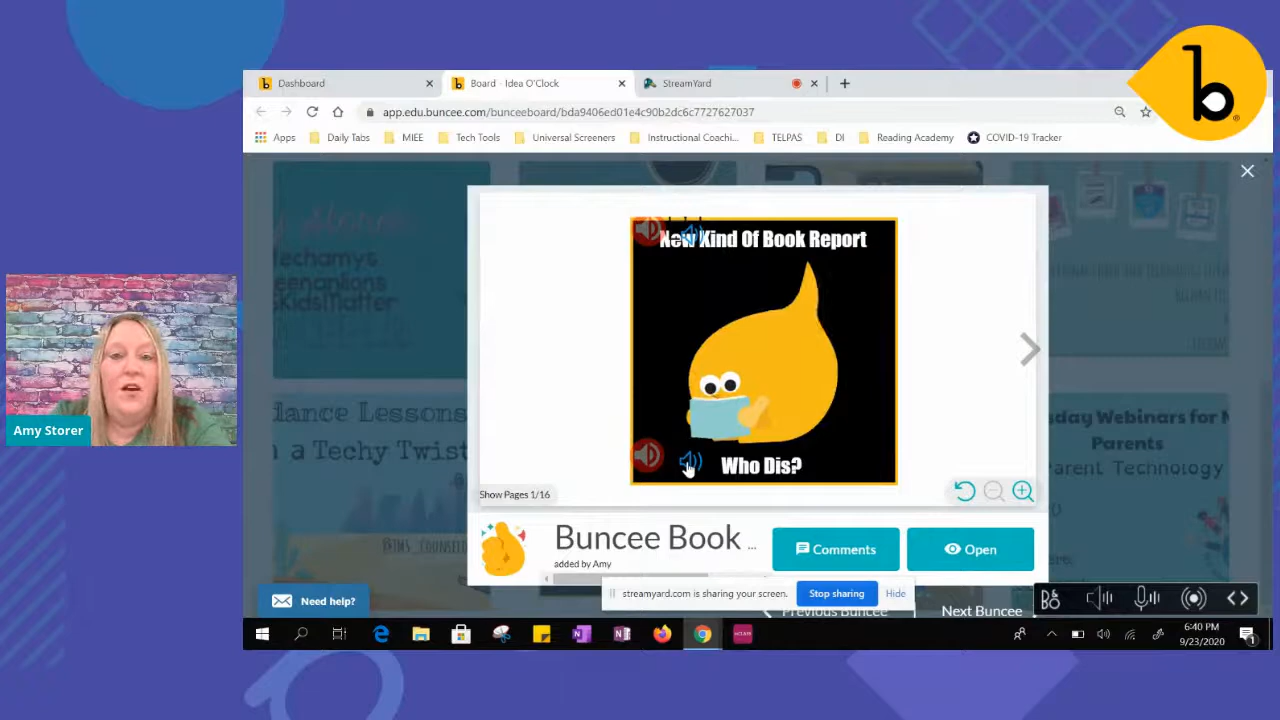 Dashboard
Board - Idea O'Clock
StreamYard
app.edu.buncee.com/bunceeboard/bda9406ed01e4c90b2dc6c7727627037
Apps
Daily Tabs
MIEE
Tech Tools
Universal Screeners
Instructional Coachi...
TELPAS
DI
Reading Academy
COVID-19 Tracker
b
techamys
KidsMatter
dance Lessons
n a Techy Twist
sday Webinars for
Parents
Parent Technology
New Kind Of Book Report
Who Dis?
Show Pages 1/16
Buncee Book ...
added by Amy
Comments
Open
streamyard.com is sharing your screen.
Stop sharing
Hide
Need help?
Previous Buncee
Next Buncee
Amy Storer
6:40 PM
9/23/2020
1